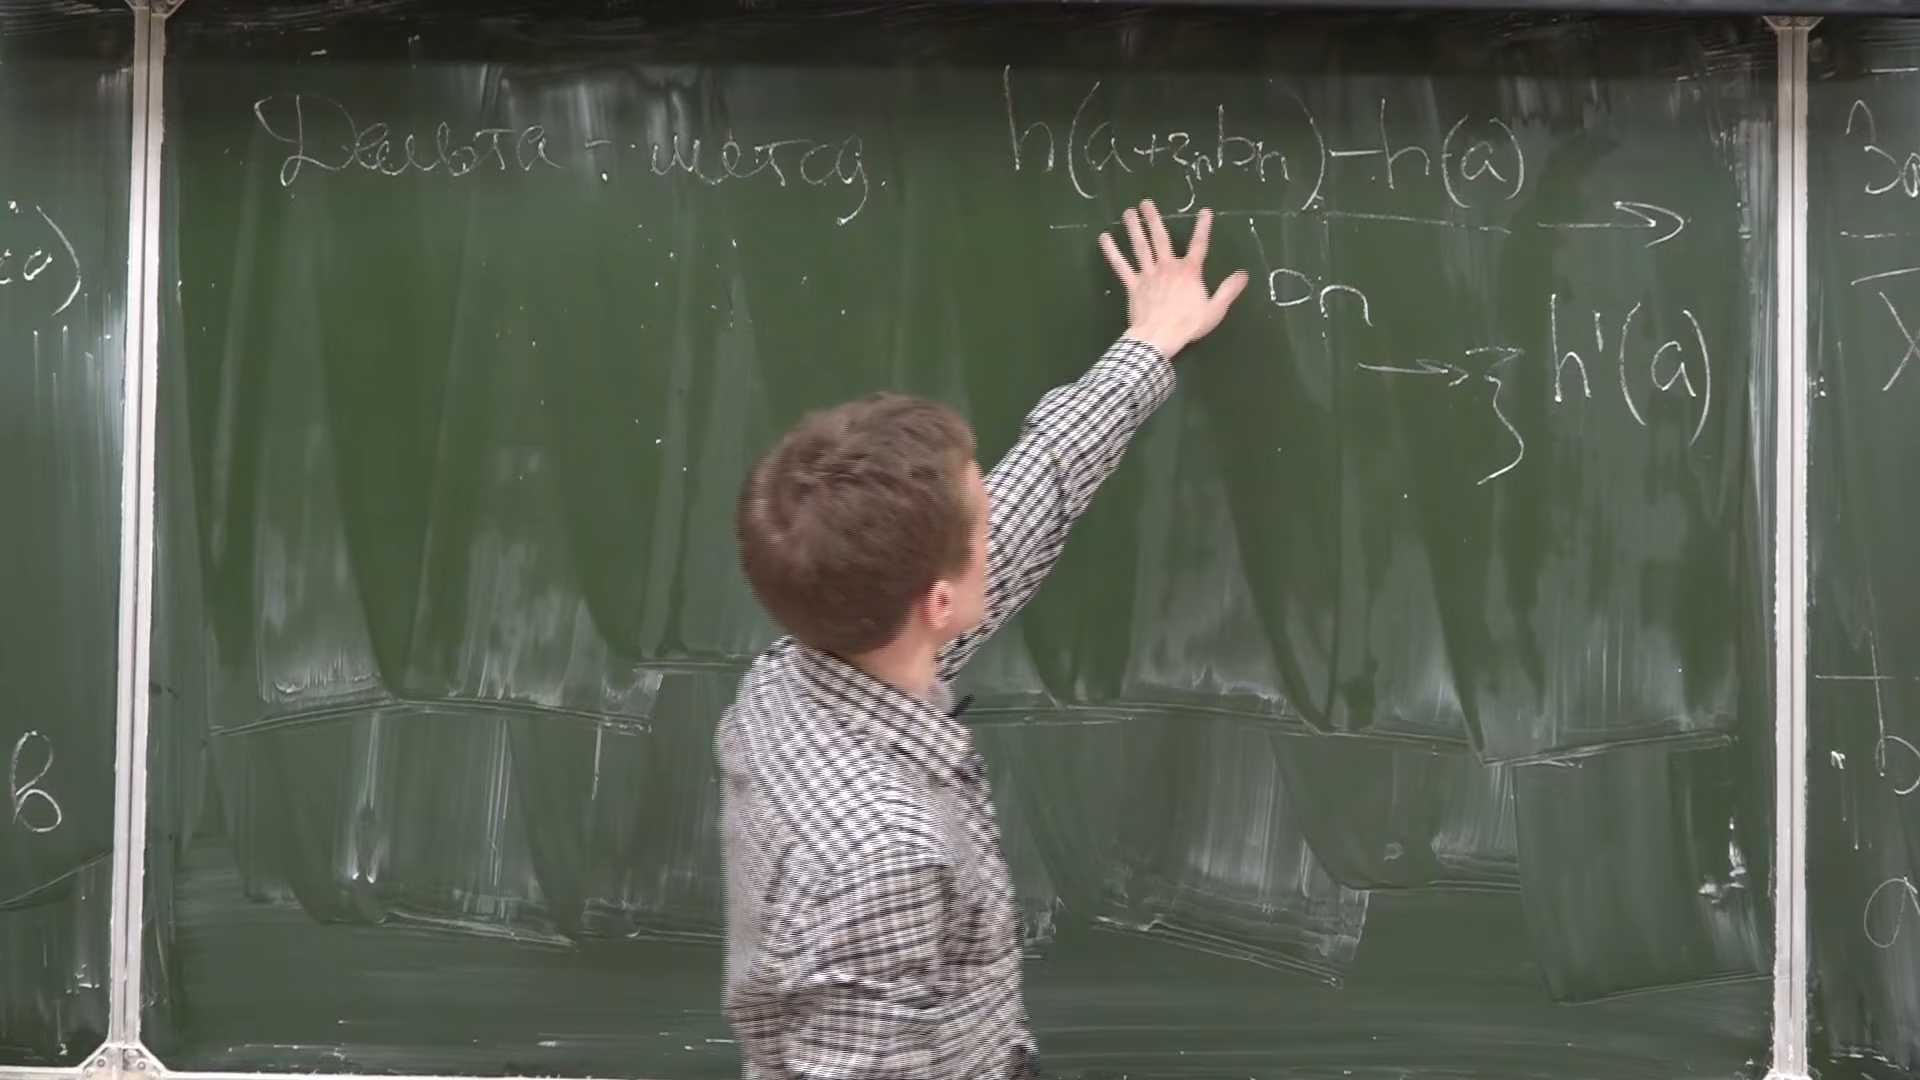 Дельта-метод. h(a+ξₙbₙ)-h(a) →
bₙ
→ ξ h'(a)